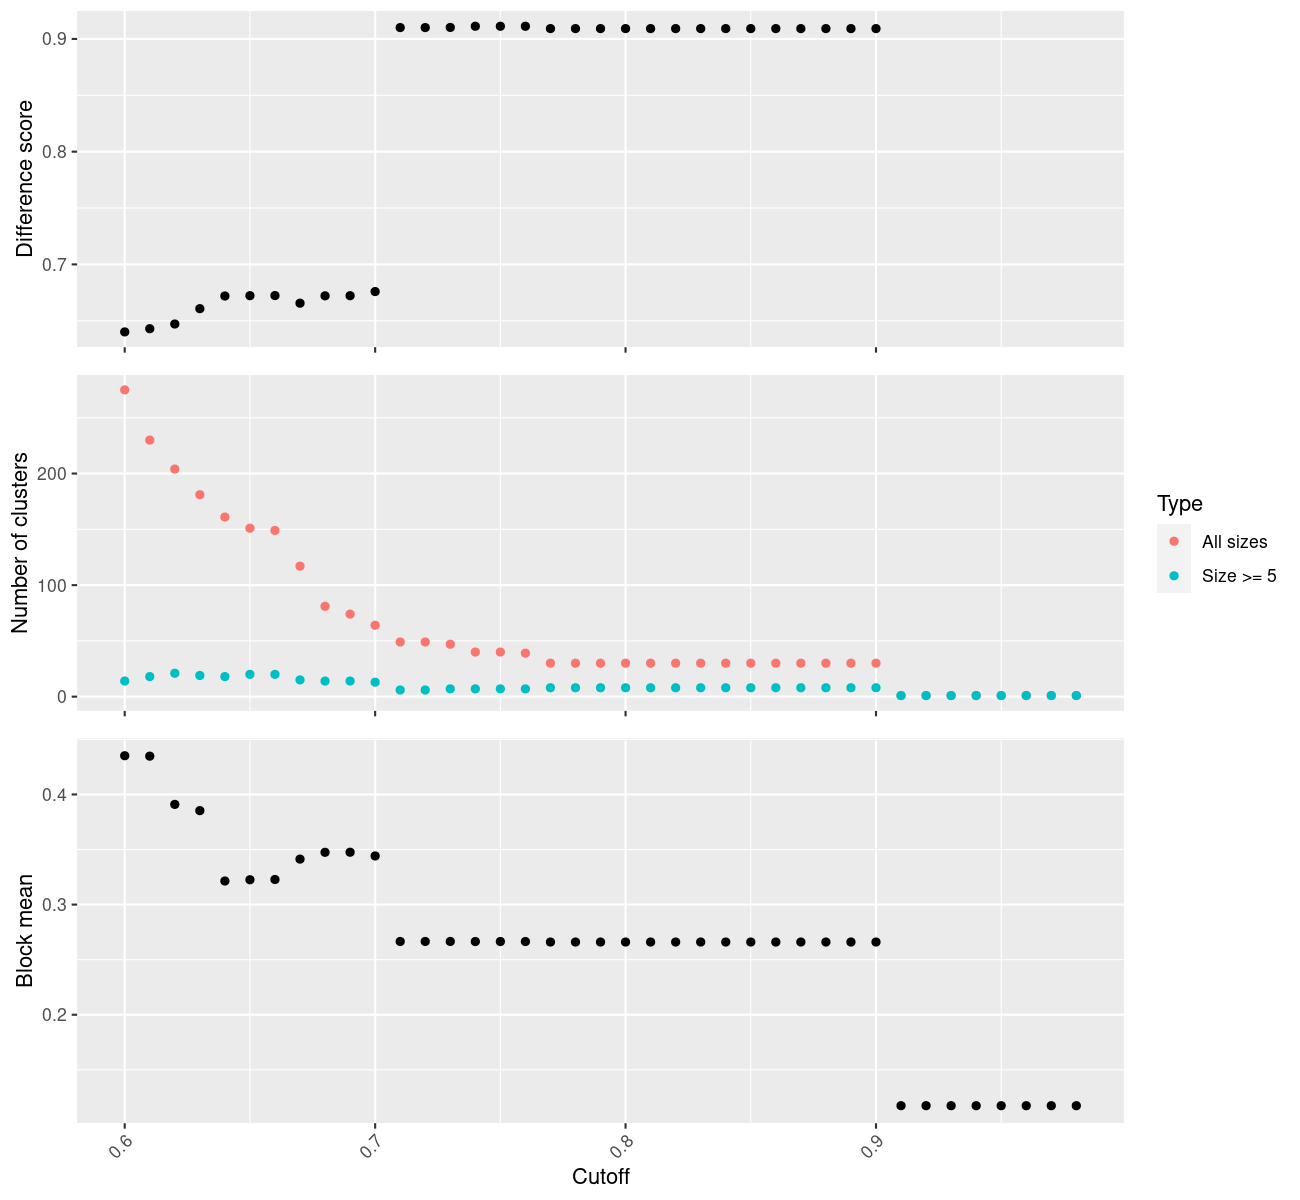 Difference score
0.9
0.8
0.7
Number of clusters
200
100
0
Type
All sizes
Size >= 5
Block mean
0.4
0.3
0.2
0.6
0.7
0.8
0.9
Cutoff